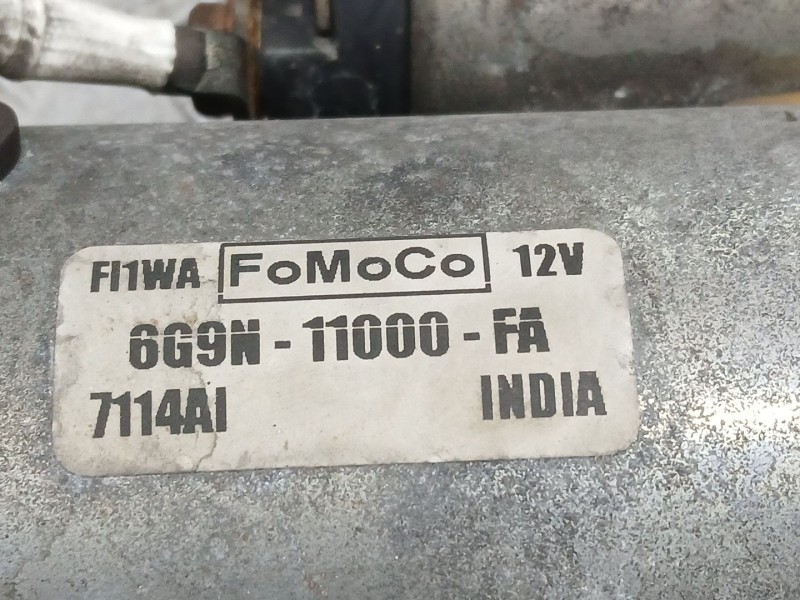 FI1WA FoMoCo 12V
6G9N - 11000 - FA
7114AI INDIA